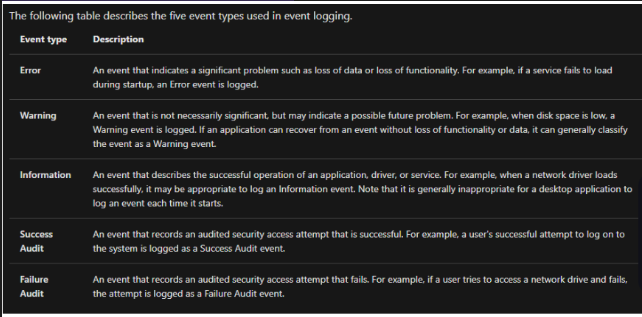 The following table describes the five event types used in event logging.
Event type Description
Error An event that indicates a significant problem such as loss of data or loss of functionality. For example, if a service fails to load
during startup, an Error event is logged.
Warning An event that is not necessarily significant, but may indicate a possible future problem. For example, when disk space is low, a
Warning event is logged. If an application can recover from an event without loss of functionality or data, it can generally classify
the event as a Warning event.
Information An event that describes the successful operation of an application, driver, or service. For example, when a network driver loads
successfully, it may be appropriate to log an Information event. Note that it is generally inappropriate for a desktop application to
log an event each time it starts.
Success An event that records an audited security access attempt that is successful. For example, a user's successful attempt to log on to
Audit the system is logged as a Success Audit event.
Failure An event that records an audited security access attempt that fails. For example, if a user tries to access a network drive and fails,
Audit the attempt is logged as a Failure Audit event.